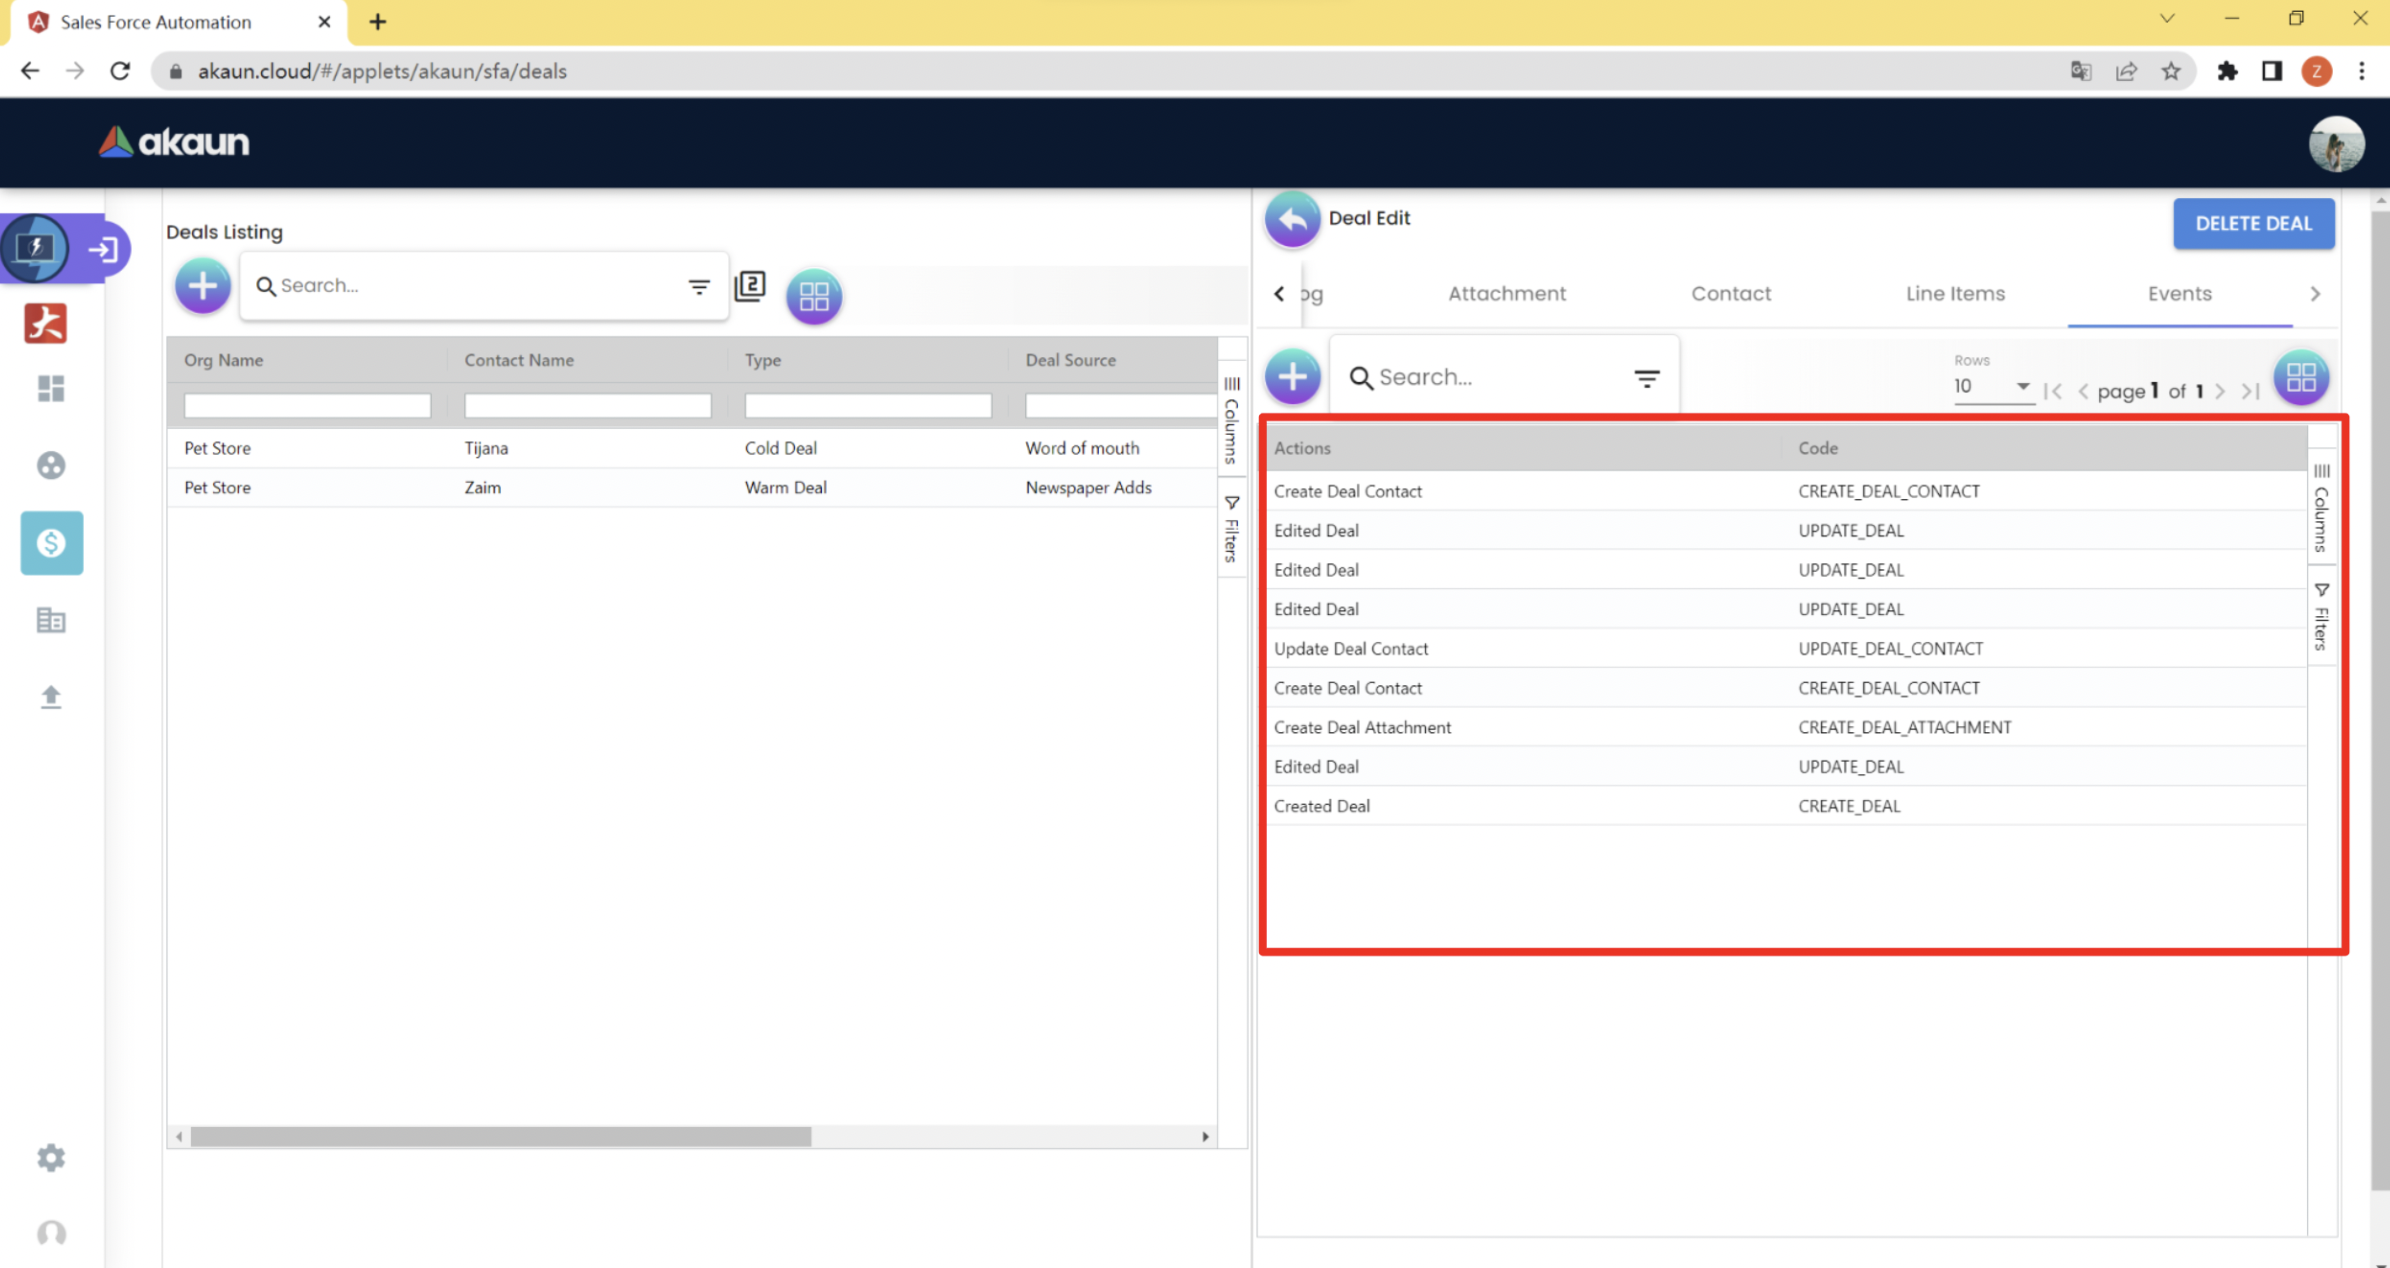 Sales Force Automation
akaun.cloud/#/applets/akaun/sfa/deals
Z
akaun
Deals Listing
Search...
2
Org Name Contact Name Type Deal Source
Pet Store Tijana Cold Deal Word of mouth
Pet Store Zaim Warm Deal Newspaper Adds
Columns
Filters
Deal Edit
DELETE DEAL
og Attachment Contact Line Items Events
Search...
Rows
10
page 1 of 1
Actions Code
Create Deal Contact CREATE_DEAL_CONTACT
Edited Deal UPDATE_DEAL
Edited Deal UPDATE_DEAL
Edited Deal UPDATE_DEAL
Update Deal Contact UPDATE_DEAL_CONTACT
Create Deal Contact CREATE_DEAL_CONTACT
Create Deal Attachment CREATE_DEAL_ATTACHMENT
Edited Deal UPDATE_DEAL
Created Deal CREATE_DEAL
Columns
Filters